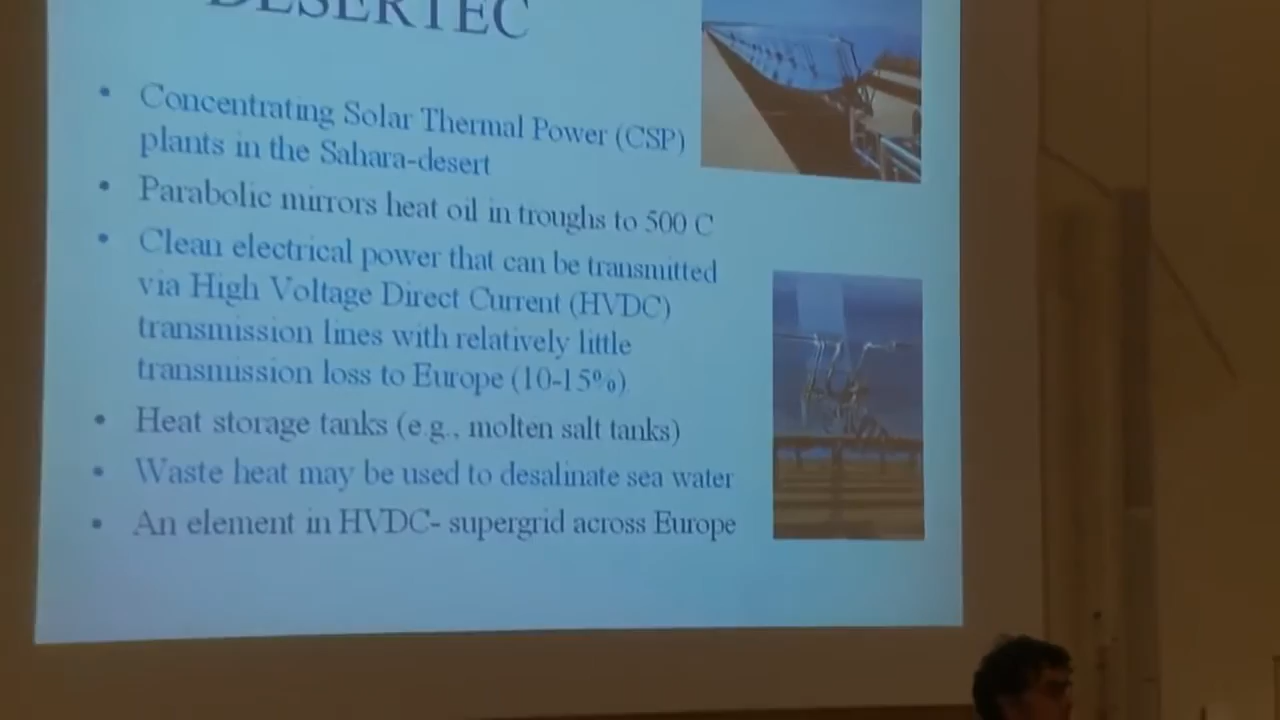 DESERTEC
• Concentrating Solar Thermal Power (CSP)
plants in the Sahara-desert
• Parabolic mirrors heat oil in troughs to 500 C
• Clean electrical power that can be transmitted
via High Voltage Direct Current (HVDC)
transmission lines with relatively little
transmission loss to Europe (10-15%)
• Heat storage tanks (e.g., molten salt tanks)
• Waste heat may be used to desalinate sea water
• An element in HVDC- supergrid across Europe